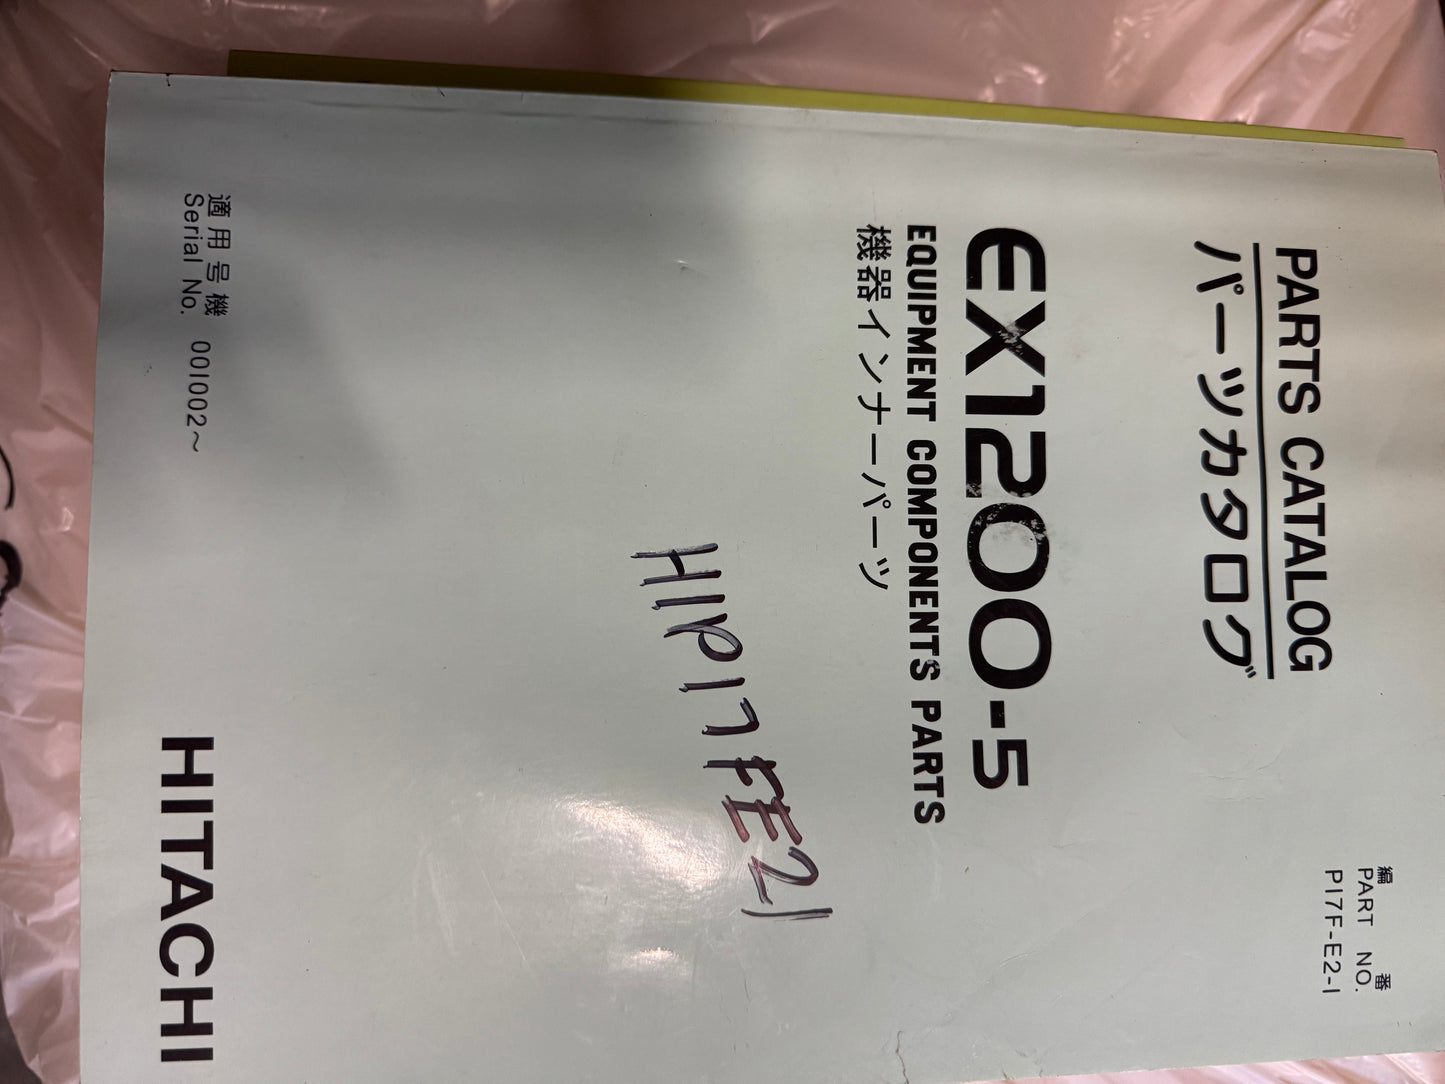 編 番
PART NO.
P17F-E2-1
PARTS CATALOG
パーツカタログ
EX1200-5
EQUIPMENT COMPONENTS PARTS
機器インナーパーツ
HIP17FE21
適用号機
Serial No. 001002～
HITACHI